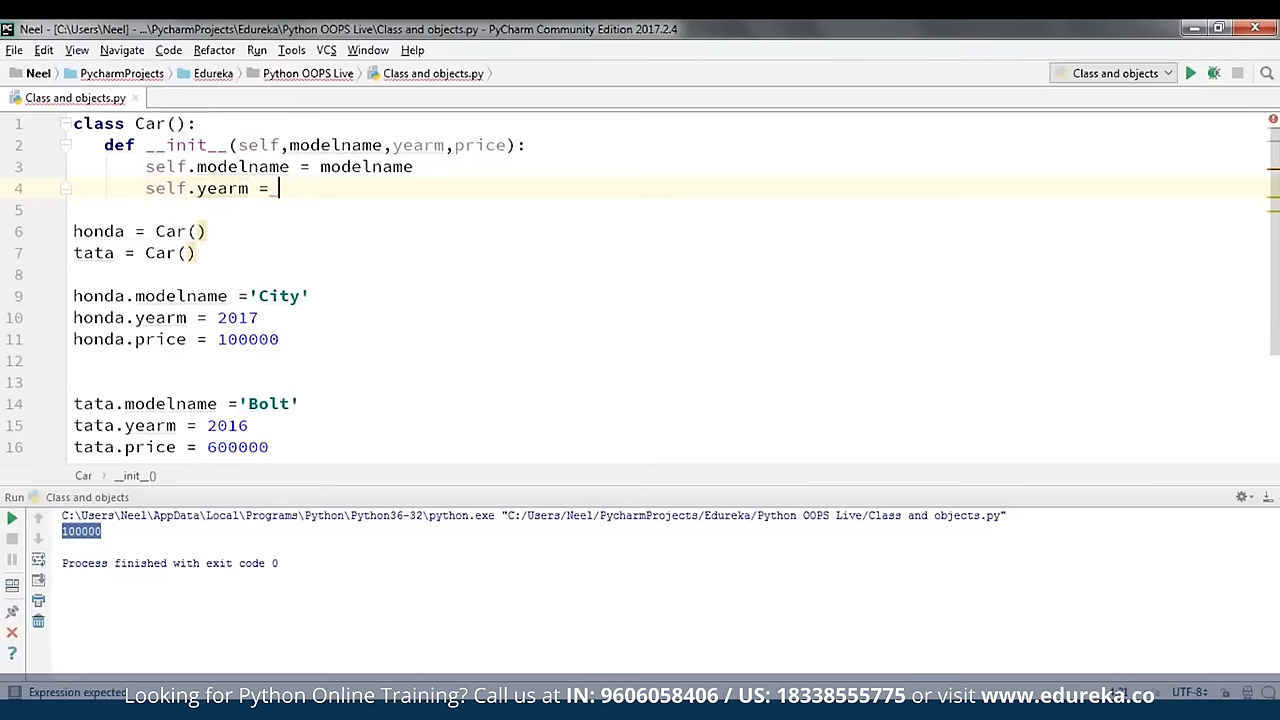 Neel - [C:\Users\Neel] - ...\PycharmProjects\Edureka\Python OOPS Live\Class and objects.py - PyCharm Community Edition 2017.2.4
File Edit View Navigate Code Refactor Run Tools VCS Window Help
Neel PycharmProjects Edureka Python OOPS Live Class and objects.py Class and objects
Class and objects.py
1 class Car():
2 def __init__(self,modelname,yearm,price):
3 self.modelname = modelname
4 self.yearm =
5
6 honda = Car()
7 tata = Car()
8
9 honda.modelname ='City'
10 honda.yearm = 2017
11 honda.price = 100000
12
13
14 tata.modelname ='Bolt'
15 tata.yearm = 2016
16 tata.price = 600000
Car __init__()
Run Class and objects
C:\Users\Neel\AppData\Local\Programs\Python\Python36-32\python.exe "C:/Users/Neel/PycharmProjects/Edureka/Python OOPS Live/Class and objects.py"
100000
Process finished with exit code 0
Expression expected UTF-8
Looking for Python Online Training? Call us at IN: 9606058406 / US: 18338555775 or visit www.edureka.co